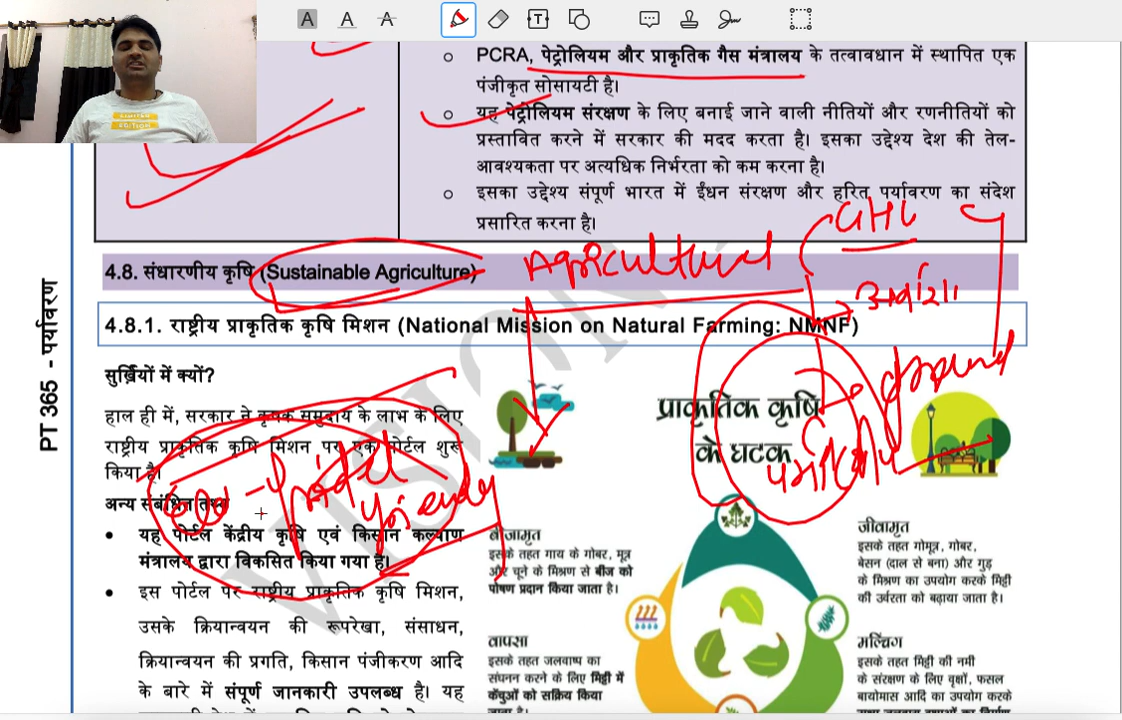 A A A T
LIMITED
EDITION
PCRA, पेट्रोलियम और प्राकृतिक गैस मंत्रालय के तत्वावधान में स्थापित एक
पंजीकृत सोसायटी है।
यह पेट्रोलियम संरक्षण के लिए बनाई जाने वाली नीतियों और रणनीतियों को
प्रस्तावित करने में सरकार की मदद करता है। इसका उद्देश्य देश की तेल-
आवश्यकता पर अत्यधिक निर्भरता को कम करना है।
इसका उद्देश्य संपूर्ण भारत में ईंधन संरक्षण और हरित पर्यावरण का संदेश
प्रसारित करना है।
GHG
4.8. संधारणीय कृषि (Sustainable Agriculture)
Agricultural
4.8.1. राष्ट्रीय प्राकृतिक कृषि मिशन (National Mission on Natural Farming: NMNF)
PT 365 - पर्यावरण
VISION
सुर्ख़ियों में क्यों?
हाल ही में, सरकार ने कृषक समुदाय के लाभ के लिए
राष्ट्रीय प्राकृतिक कृषि मिशन पर एक पोर्टल शुरू
किया है।
अन्य संबंधित तथ्य
यह पोर्टल केंद्रीय कृषि एवं किसान कल्याण
मंत्रालय द्वारा विकसित किया गया है।
इस पोर्टल पर राष्ट्रीय प्राकृतिक कृषि मिशन,
उसके क्रियान्वयन की रूपरेखा, संसाधन,
क्रियान्वयन की प्रगति, किसान पंजीकरण आदि
के बारे में संपूर्ण जानकारी उपलब्ध है। यह
प्राकृतिक कृषि
के घटक
बीजामृत
इसके तहत गाय के गोबर, मूत्र
और चूने के मिश्रण से बीज को
पोषण प्रदान किया जाता है।
जीवामृत
इसके तहत गोमूत्र, गोबर,
बेसन (दाल से बना) और गुड़
के मिश्रण का उपयोग करके मिट्टी
की उर्वरता को बढ़ाया जाता है।
वापसा
इसके तहत जलवाष्प का
संघनन करने के लिए मिट्टी में
केंचुओं को सक्रिय किया
जाता है।
मल्चिंग
इसके तहत मिट्टी की नमी
के संरक्षण के लिए वृक्षों, फसल
बायोमास आदि का उपयोग करके